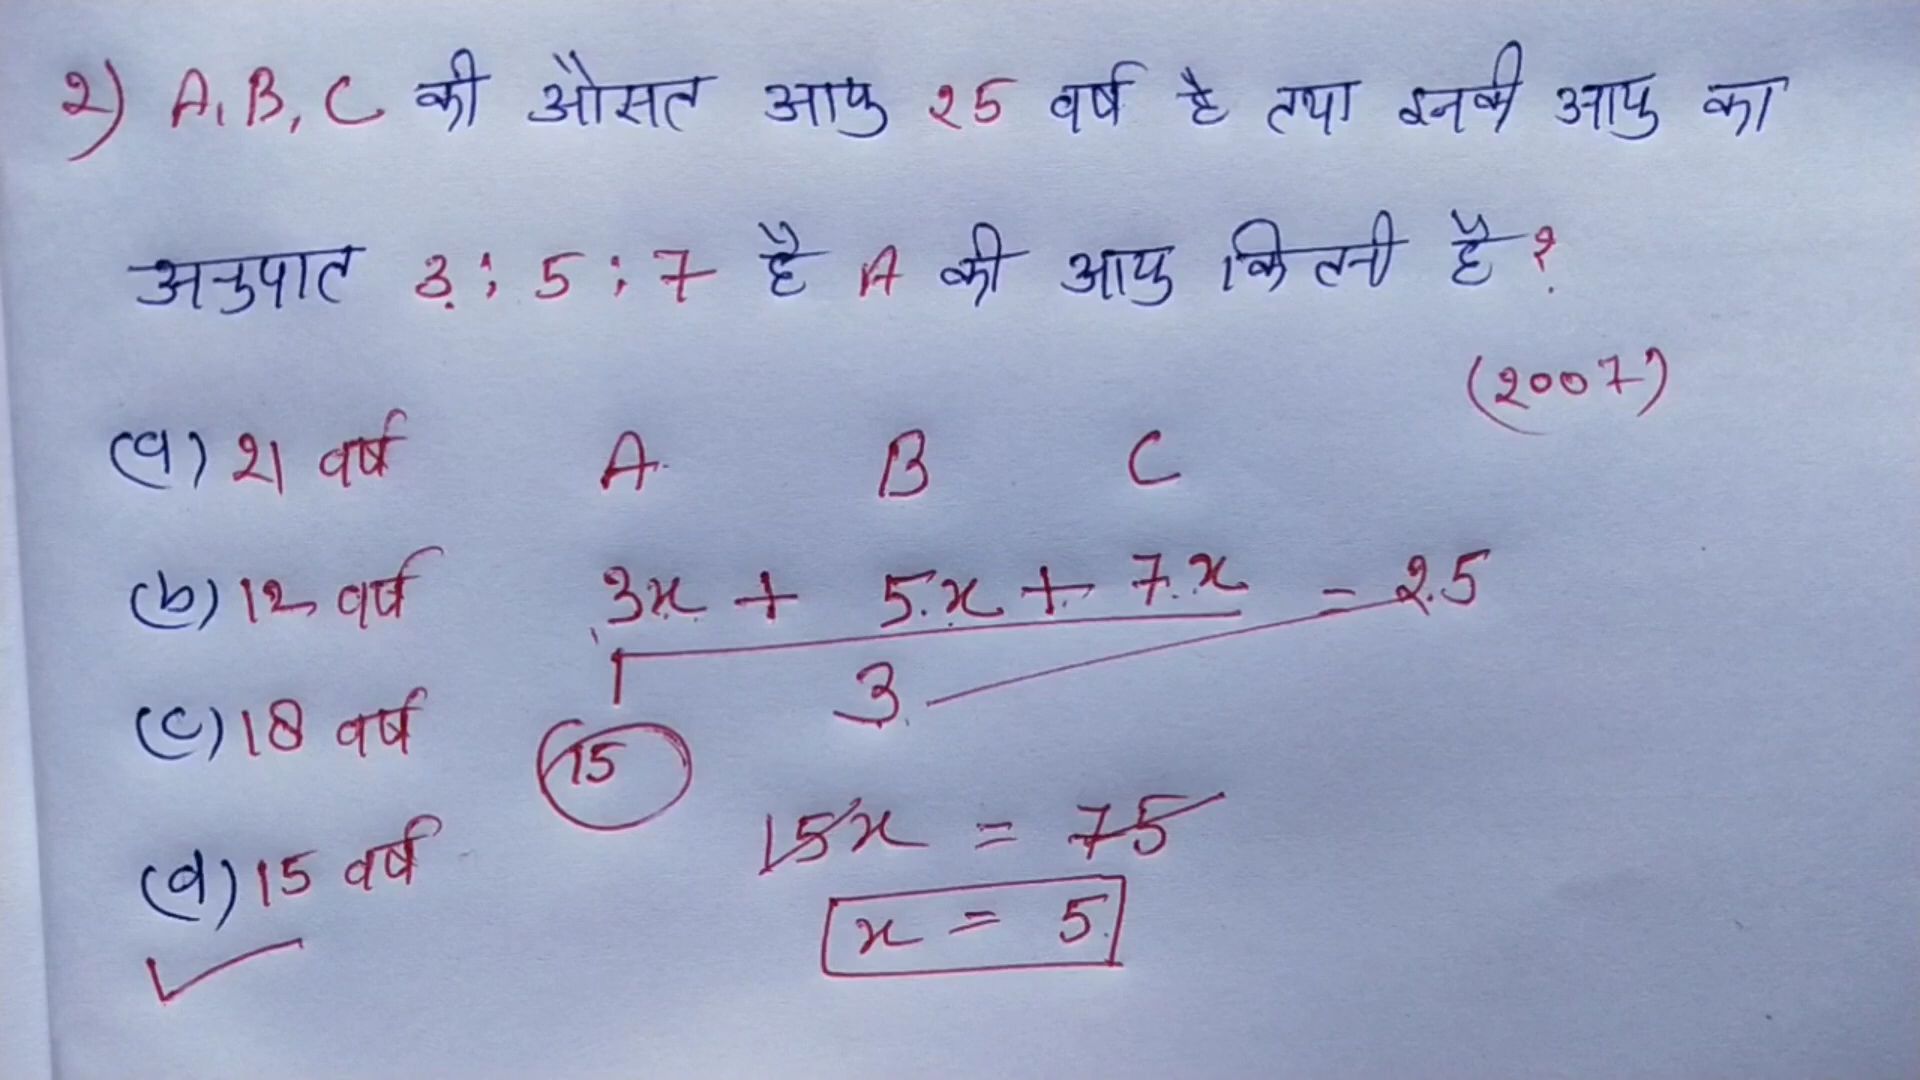 2) A, B, C की औसत आयु 25 वर्ष है तथा इनकी आयु का
अनुपात 3 : 5 : 7 है A की आयु कितनी है ?
(2007)
(a) 21 वर्ष A B C
(b) 12 वर्ष 3x + 5x + 7x = 25
3
(c) 18 वर्ष 15
15x = 75
(d) 15 वर्ष x = 5